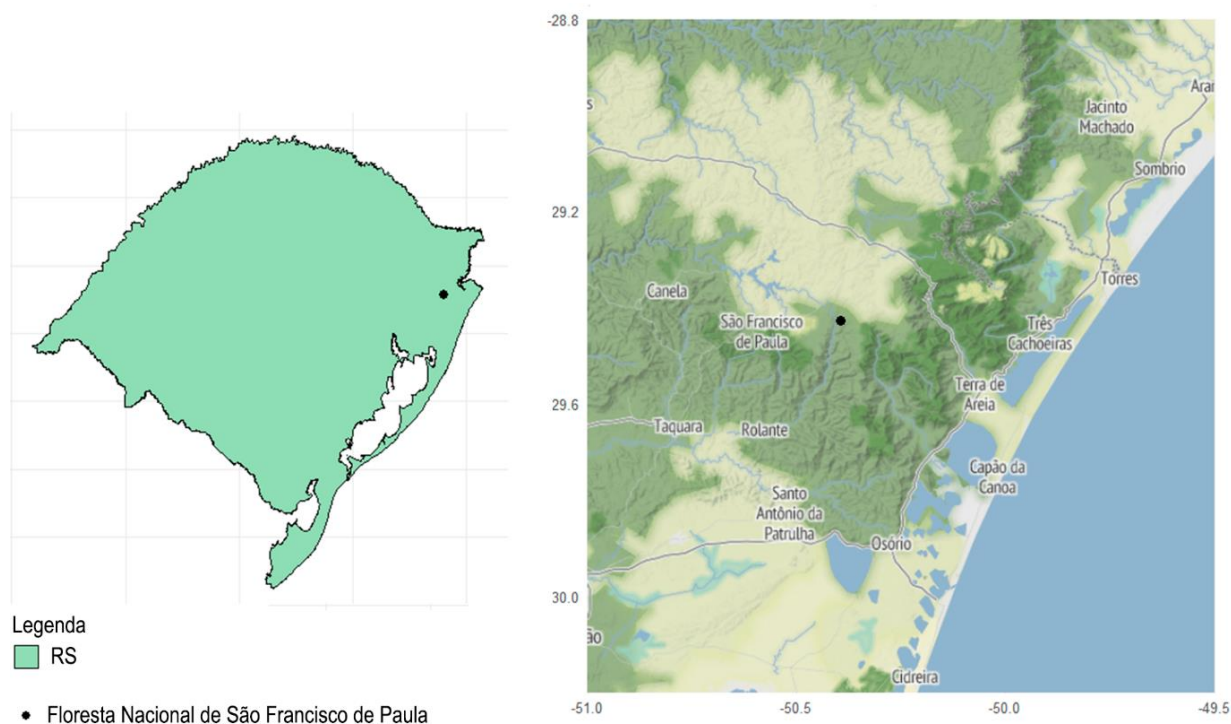 Legenda
RS
Floresta Nacional de São Francisco de Paula
-28.8
29.2
29.6
30.0
-51.0
-50.5
-50.0
-49.5
Arar
Jacinto
Machado
Sombrio
Torres
Canela
São Francisco
de Paula
Três
Cachoeiras
Terra de
Areia
Taquara
Rolante
Capão da
Canoa
Santo
Antônio da
Patrulha
Osório
ão
Cidreira